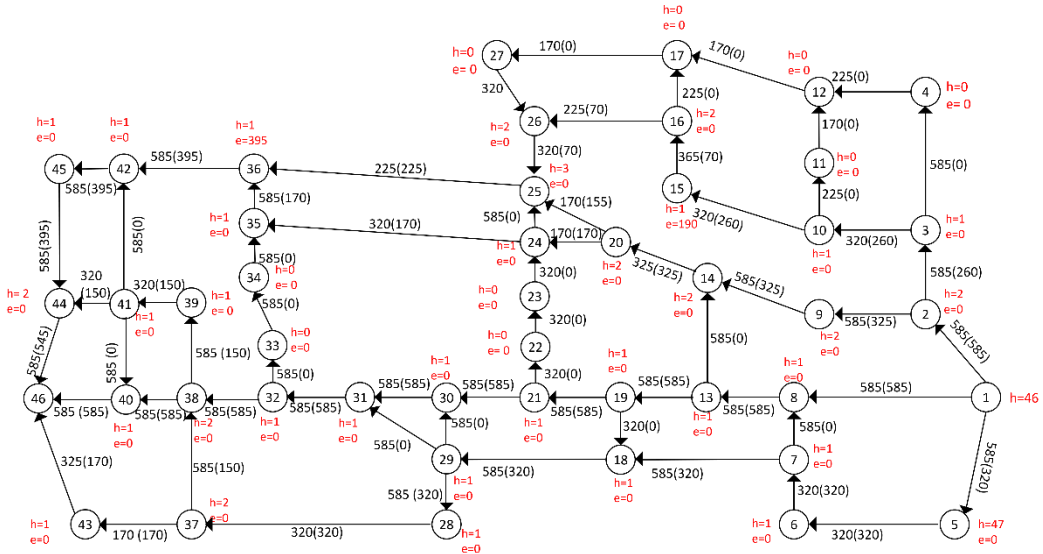 h=0
e= 0
17
170(0)
h=0
e= 0
27
170(0)
h=0
e= 0
12
225(0)
4
h=0
e= 0
320
225(0)
26
225(70)
16
h=2
e=0
h=2
e=0
170(0)
585(0)
h=1
e=0
h=1
e=0
h=1
e=395
320(70)
365(70)
11
h=0
e= 0
45
585(395)
42
585(395)
36
225(225)
h=3
e=0
25
15
h=1
e=190
225(0)
585(170)
170(155)
320(260)
585(0)
h=1
e=0
35
320(170)
585(0)
24
h=1
e=0
170(170)
20
h=2
e=0
10
h=1
e=0
320(260)
3
h=1
e=0
585(395)
585(0)
585(0)
34
h=0
e= 0
320(0)
325(325)
14
h=2
e=0
585(325)
585(260)
h= 2
e=0
44
320
(150)
41
h=1
e=0
320(150)
39
h=1
e= 0
585(0)
h=0
e= 0
23
320(0)
9
h=2
e=0
585(325)
2
h=2
e=0
33
h=0
e=0
h=0
e= 0
22
585(0)
585(585)
585(545)
585 (0)
585 (150)
585(0)
320(0)
h=1
e=0
h=1
e=0
h=1
e=0
46
585 (585)
40
h=1
e=0
585(585)
38
h=2
e=0
585(585)
32
h=1
e=0
585(585)
31
h=1
e=0
585(585)
30
585(585)
21
585(585)
19
585(585)
13
h=1
e=0
585(585)
8
585(585)
1
h=46
585(0)
585(0)
320(0)
585(0)
585(320)
325(170)
585(150)
29
585(320)
18
h=1
e=0
585(320)
7
h=1
e=0
585 (320)
320(320)
h=1
e=0
43
170 (170)
37
h=2
e=0
320(320)
28
h=1
e=0
h=1
e=0
6
320(320)
5
h=47
e=0